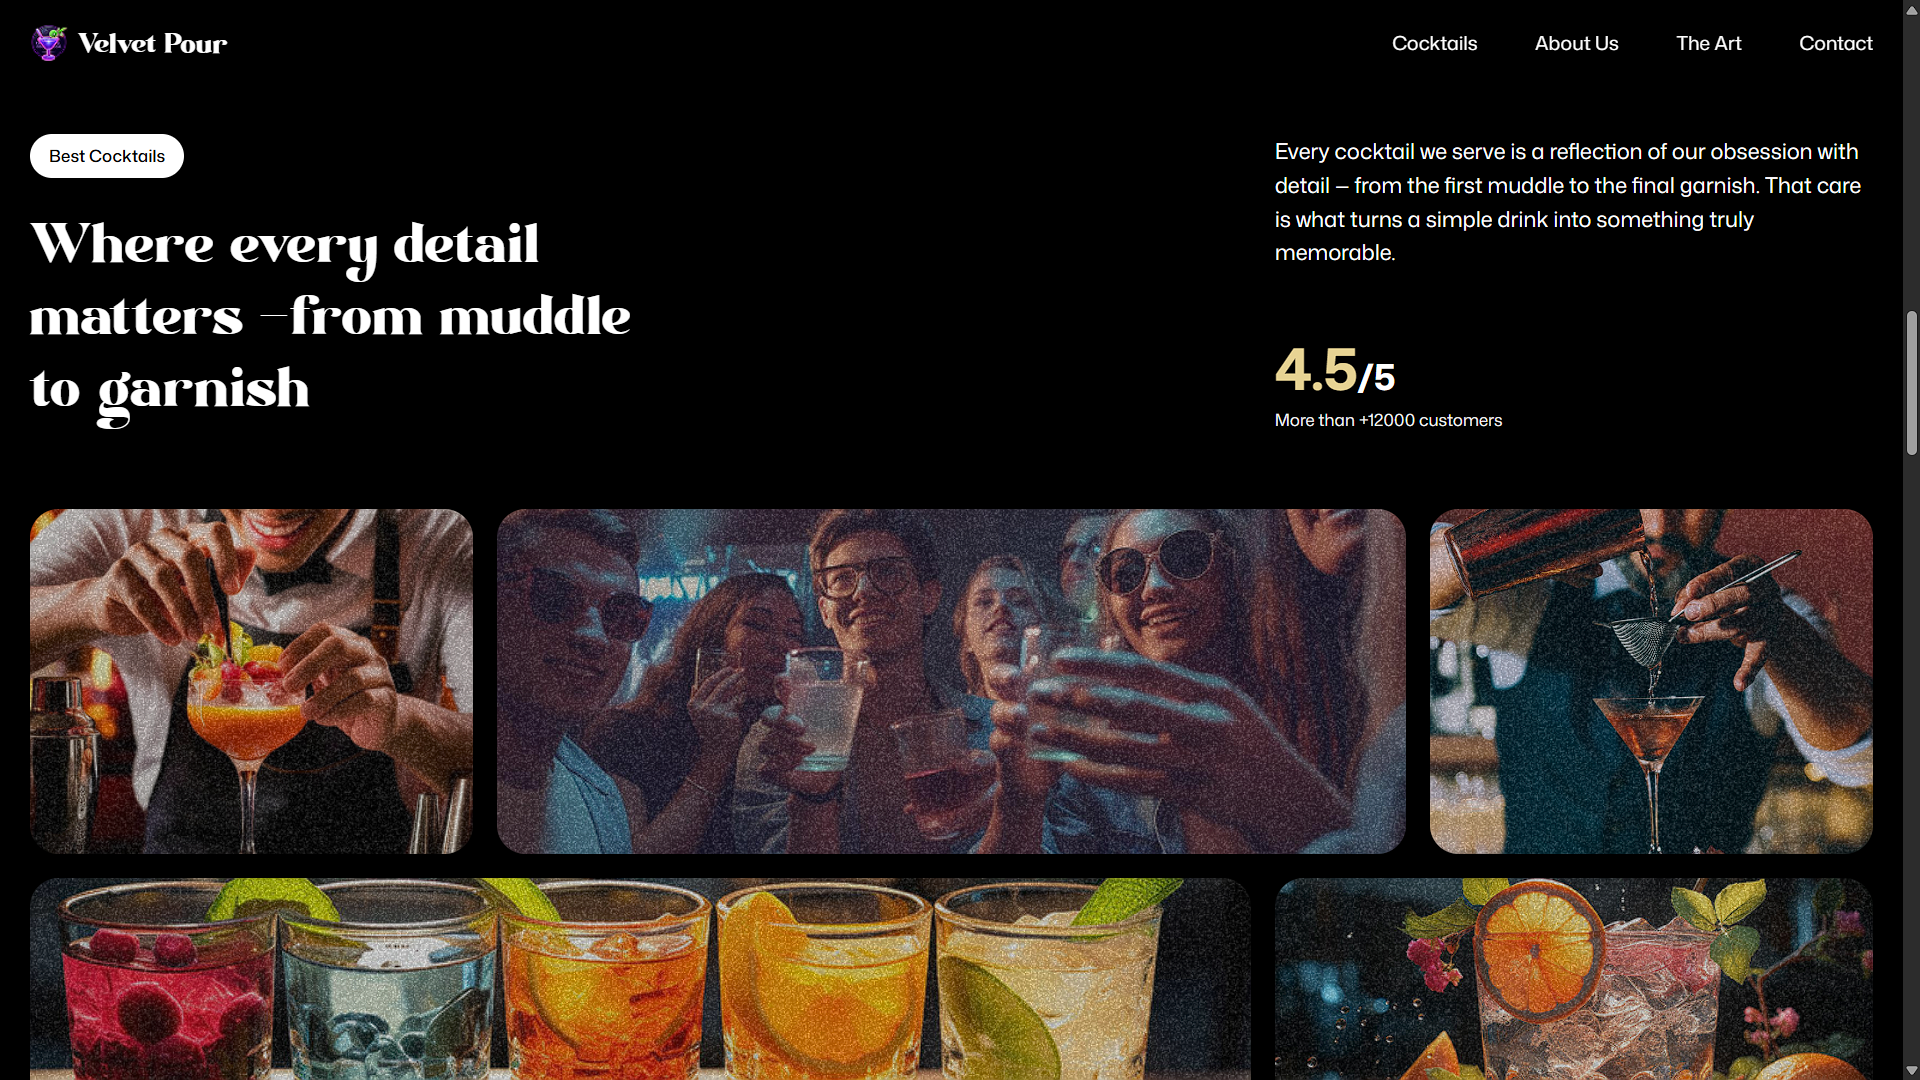 Velvet Pour
Cocktails
About Us
The Art
Contact
Best Cocktails
Where every detail
matters —from muddle
to garnish
Every cocktail we serve is a reflection of our obsession with
detail – from the first muddle to the final garnish. That care
is what turns a simple drink into something truly
memorable.
4.5/5
More than +12000 customers